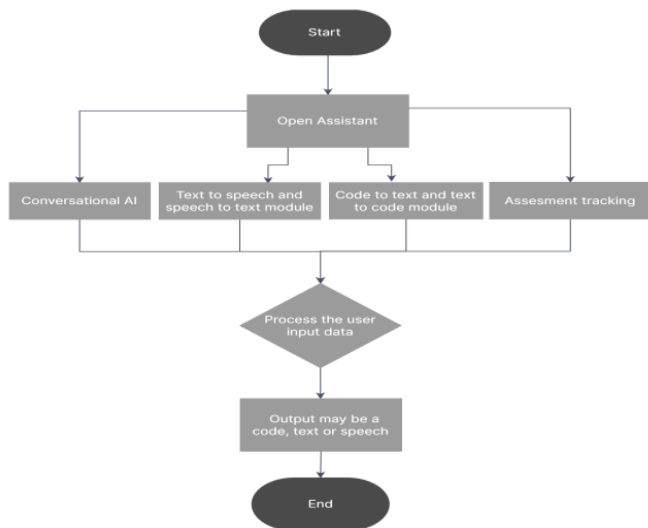 Start
Open Assistant
Conversational AI
Text to speech and
speech to text module
Code to text and text
to code module
Assesment tracking
Process the user
input data
Output may be a
code, text or speech
End